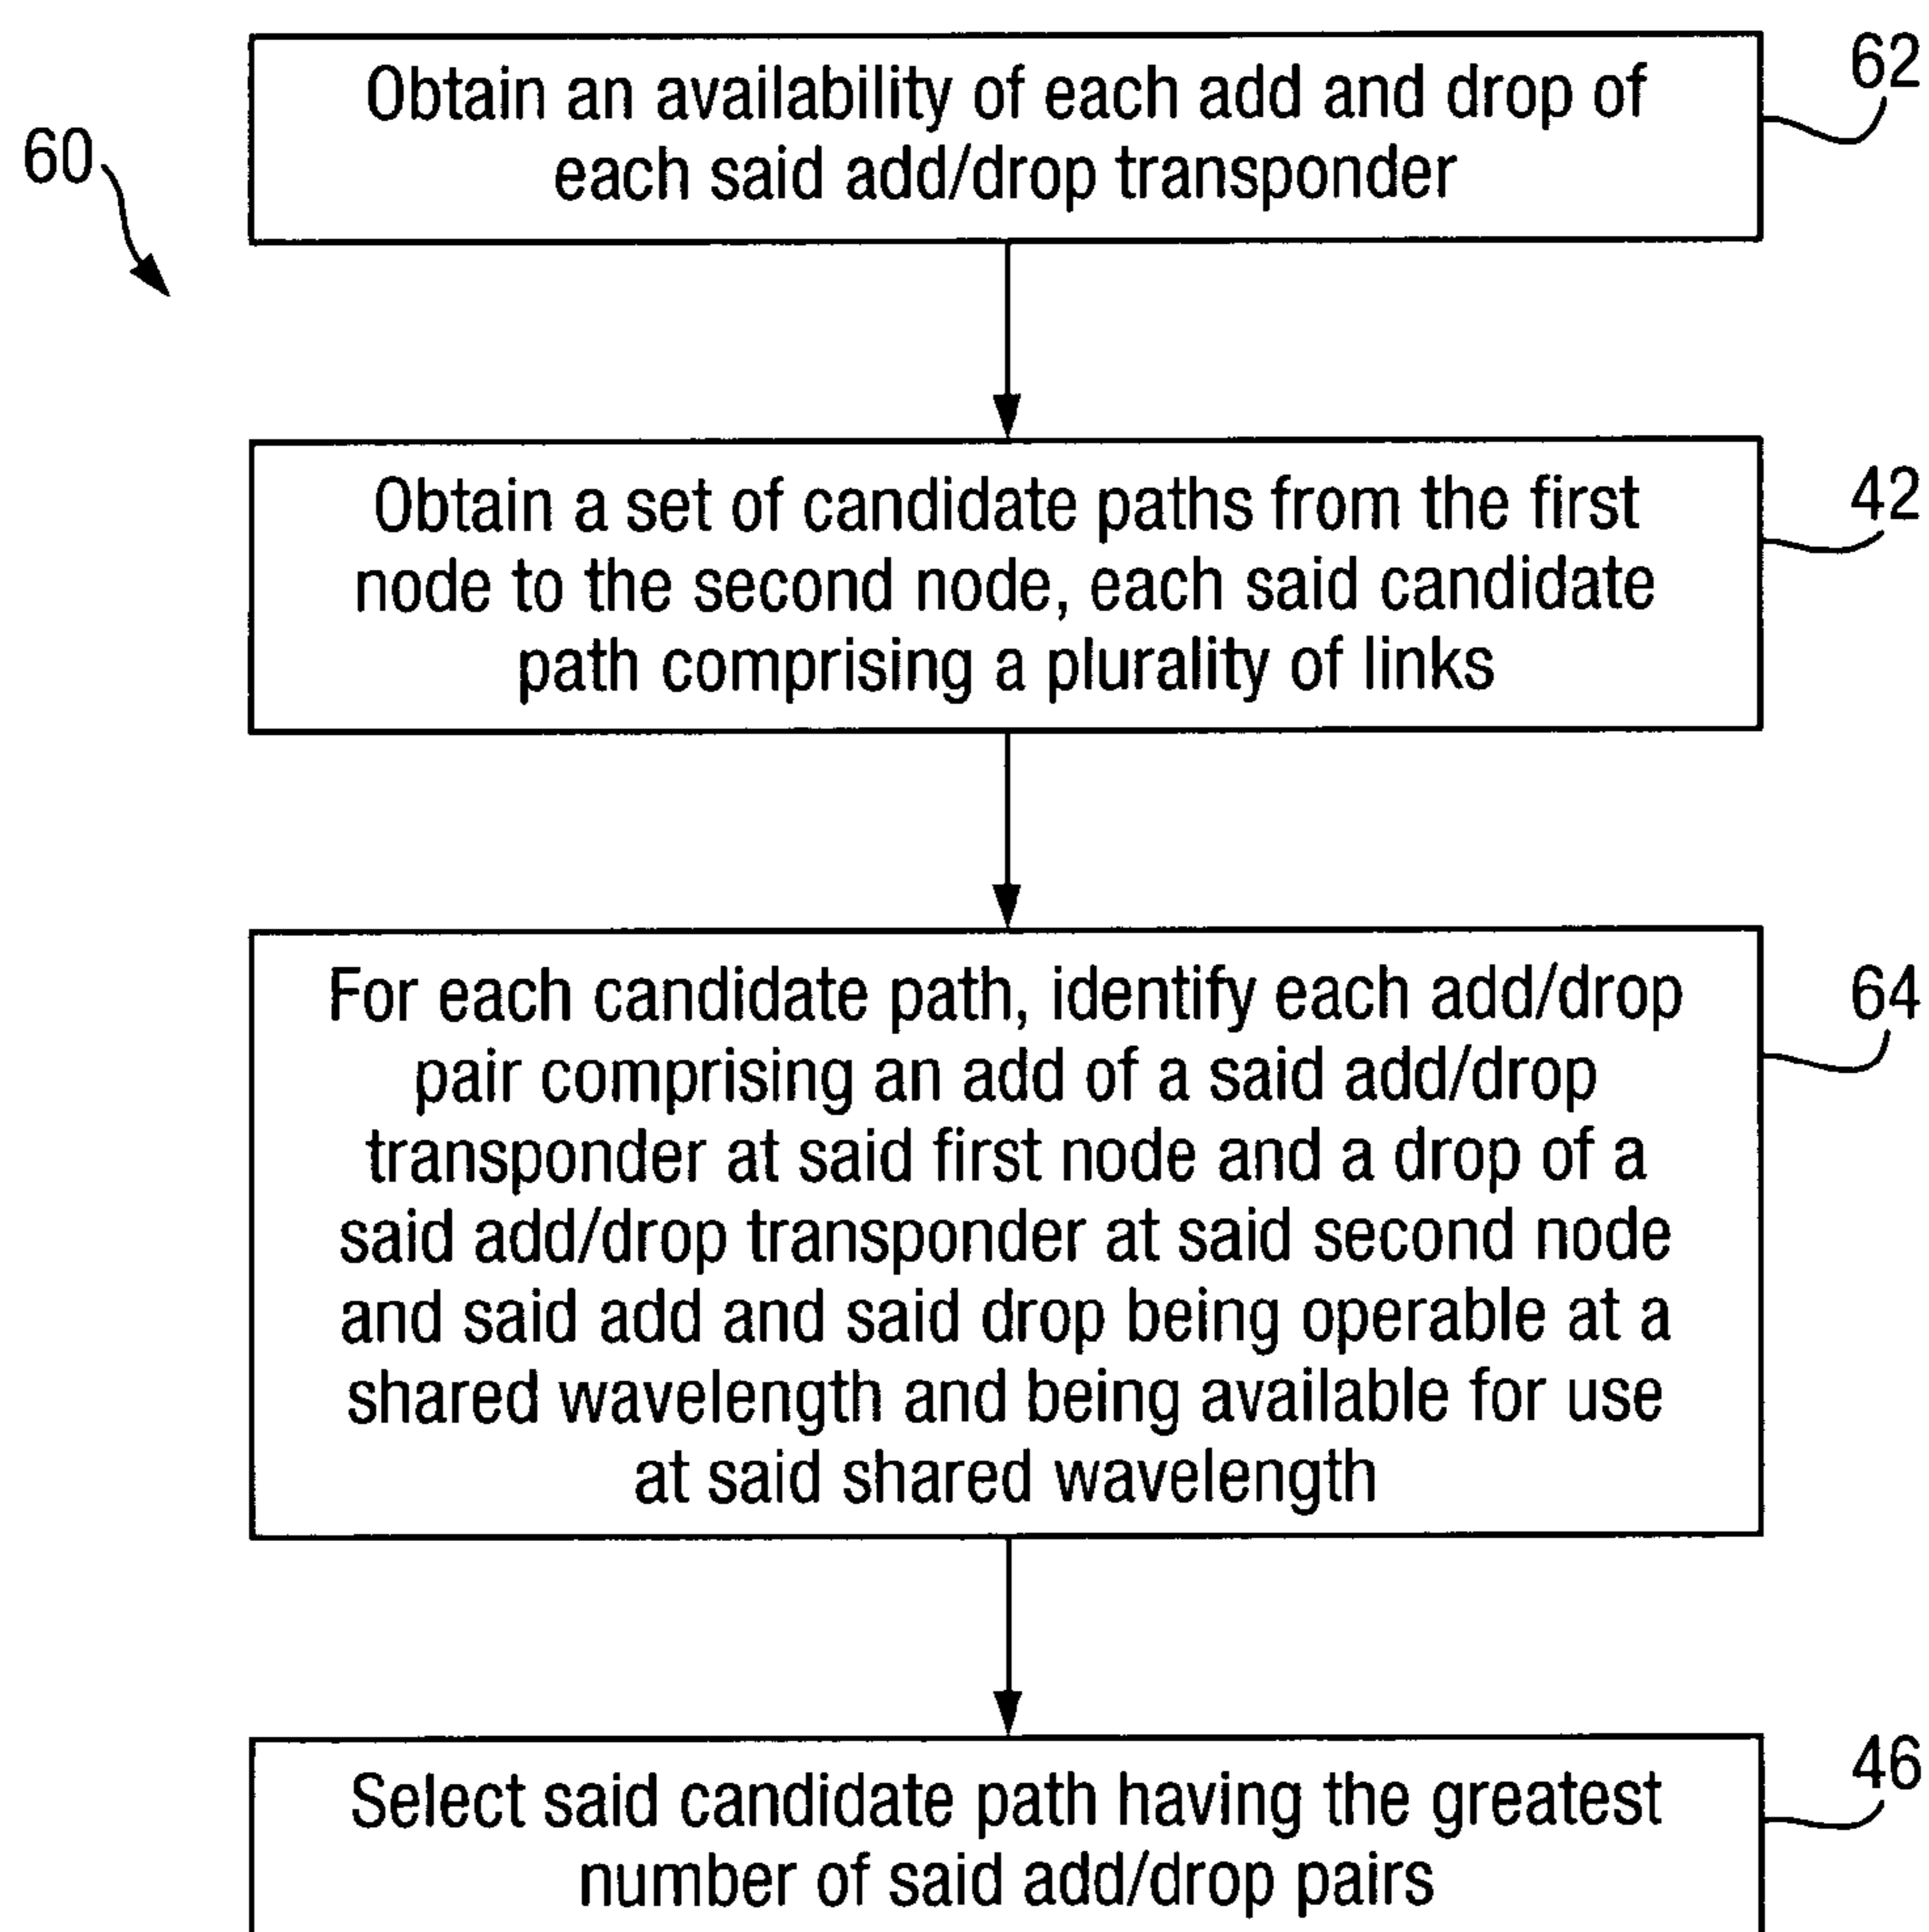 62
Obtain an availability of each add and drop of
each said add/drop transponder
60
42
Obtain a set of candidate paths from the first
node to the second node, each said candidate
path comprising a plurality of links
64
For each candidate path, identify each add/drop
pair comprising an add of a said add/drop
transponder at said first node and a drop of a
said add/drop transponder at said second node
and said add and said drop being operable at a
shared wavelength and being available for use
at said shared wavelength
46
Select said candidate path having the greatest
number of said add/drop pairs